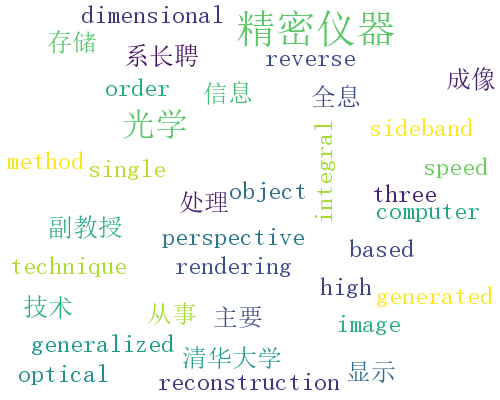 dimensional
精密仪器
存储
系长聘
reverse
成像
order
信息
全息
光学
sideband
integral
method
single
speed
处理
object
three
computer
副教授
perspective
based
technique
rendering
high
generated
技术
从事
主要
image
generalized
清华大学
optical
reconstruction
显示